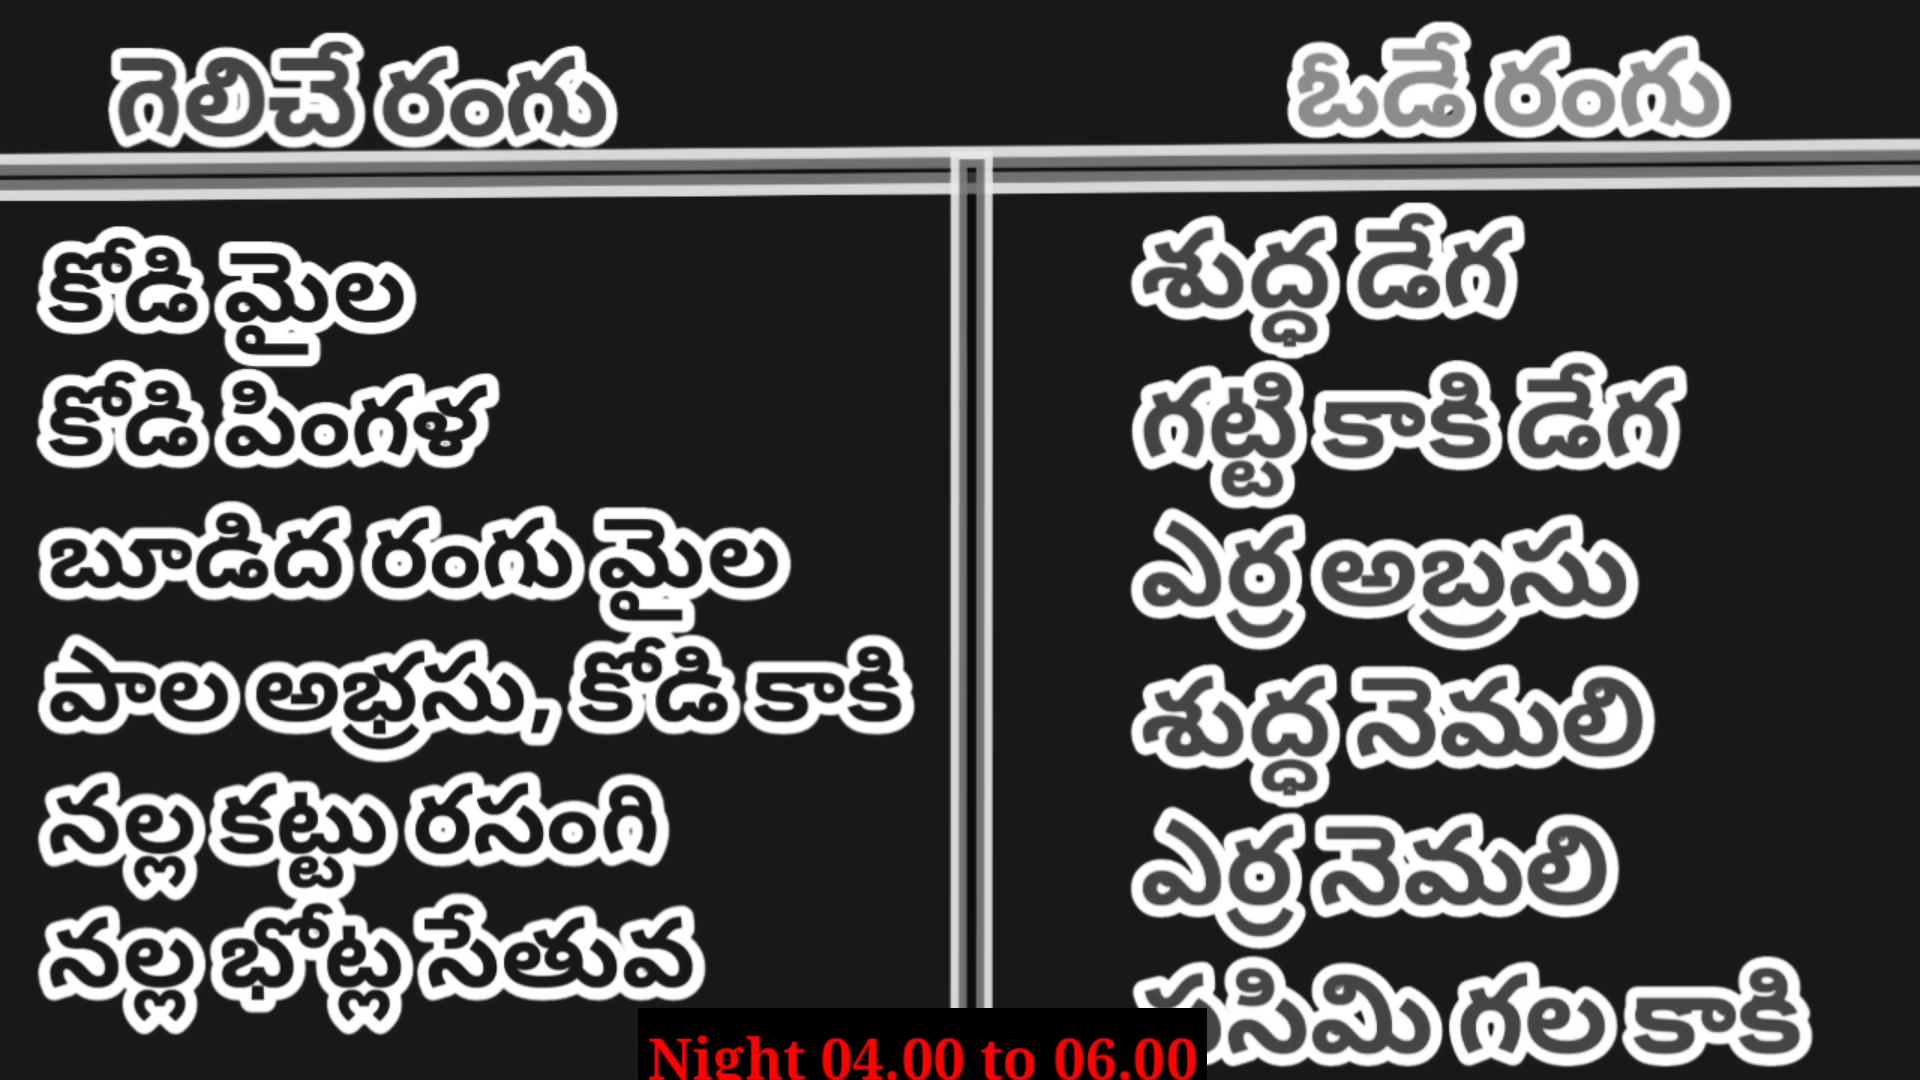 గెలిచే రంగు
ఓడే రంగు
కోడి మైల
కోడి పింగళ
బూడిద రంగు మైల
పాల అభ్రసు, కోడి కాకి
నల్ల కట్టు రసంగి
నల్ల భోట్ల సేతువ
శుద్ధ డేగ
గట్టి కాకి డేగ
ఎర్ర అబ్రసు
శుద్ధ నెమలి
ఎర్ర నెమలి
గల కాకి
Night 04.00 to 06.00